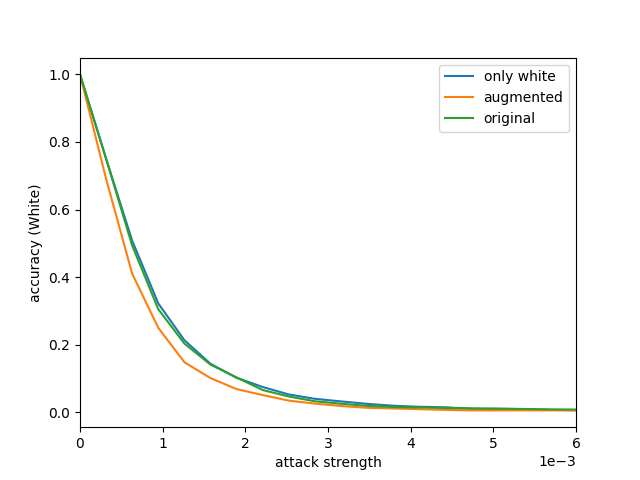 only white
augmented
original
1.0
0.8
0.6
0.4
0.2
0.0
accuracy (White)
0 1 2 3 4 5 6
attack strength
1e−3